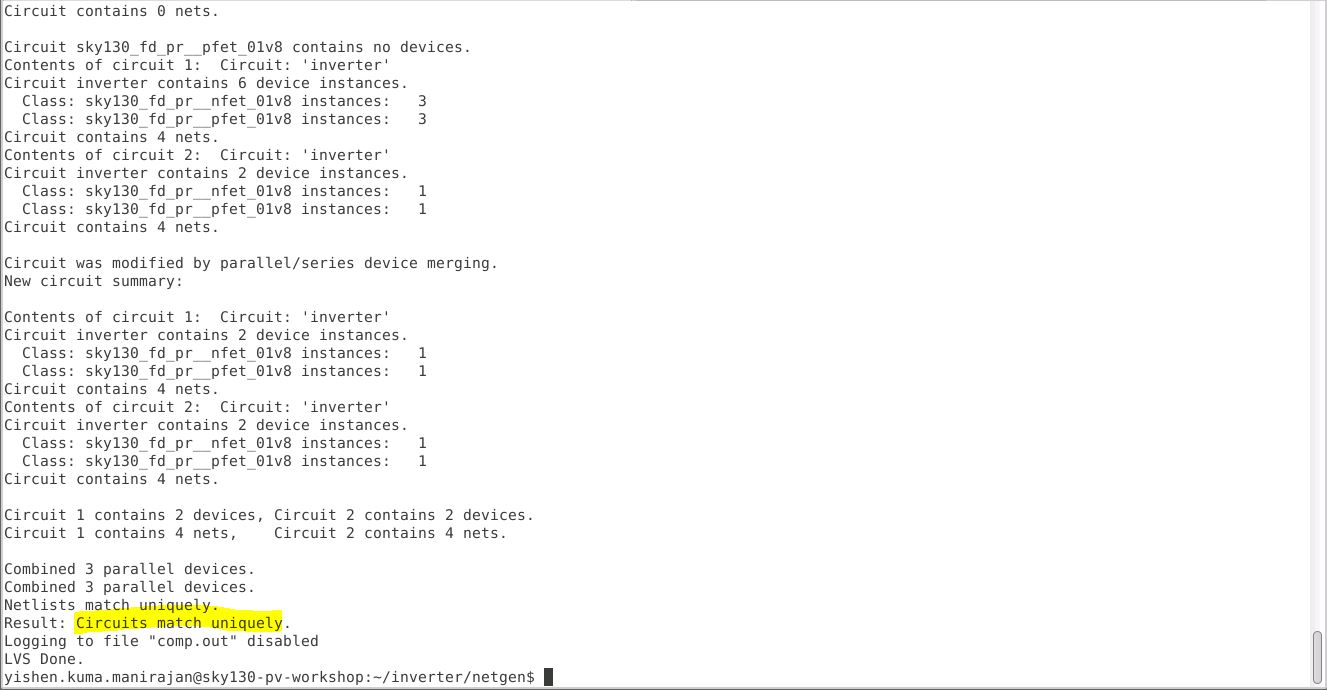 Circuit contains 0 nets.
Circuit sky130_fd_pr__pfet_01v8 contains no devices.
Contents of circuit 1:  Circuit: 'inverter'
Circuit inverter contains 6 device instances.
  Class: sky130_fd_pr__nfet_01v8 instances:   3
  Class: sky130_fd_pr__pfet_01v8 instances:   3
Circuit contains 4 nets.
Contents of circuit 2:  Circuit: 'inverter'
Circuit inverter contains 2 device instances.
  Class: sky130_fd_pr__nfet_01v8 instances:   1
  Class: sky130_fd_pr__pfet_01v8 instances:   1
Circuit contains 4 nets.
Circuit was modified by parallel/series device merging.
New circuit summary:
Contents of circuit 1:  Circuit: 'inverter'
Circuit inverter contains 2 device instances.
  Class: sky130_fd_pr__nfet_01v8 instances:   1
  Class: sky130_fd_pr__pfet_01v8 instances:   1
Circuit contains 4 nets.
Contents of circuit 2:  Circuit: 'inverter'
Circuit inverter contains 2 device instances.
  Class: sky130_fd_pr__nfet_01v8 instances:   1
  Class: sky130_fd_pr__pfet_01v8 instances:   1
Circuit contains 4 nets.
Circuit 1 contains 2 devices, Circuit 2 contains 2 devices.
Circuit 1 contains 4 nets,    Circuit 2 contains 4 nets.
Combined 3 parallel devices.
Combined 3 parallel devices.
Netlists match uniquely.
Result: Circuits match uniquely.
Logging to file "comp.out" disabled
LVS Done.
yishen.kuma.manirajan@sky130-pv-workshop:~/inverter/netgen$